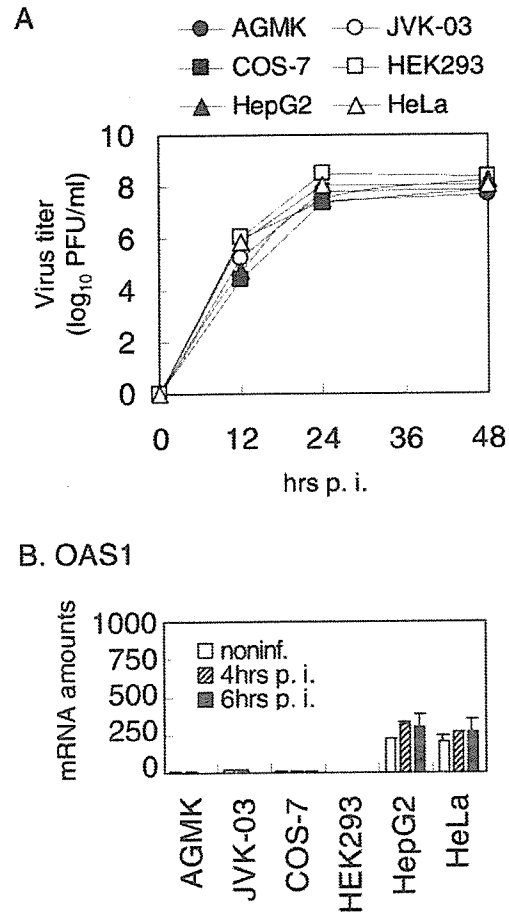 A
AGMK JVK-03
COS-7 HEK293
HepG2 HeLa
10
8
6
4
2
0
Virus titer
(log10 PFU/ml)
0 12 24 36 48
hrs p. i.
B. OAS1
1000
750
500
250
0
mRNA amounts
noninf.
4hrs p. i.
6hrs p. i.
AGMK
JVK-03
COS-7
HEK293
HepG2
HeLa